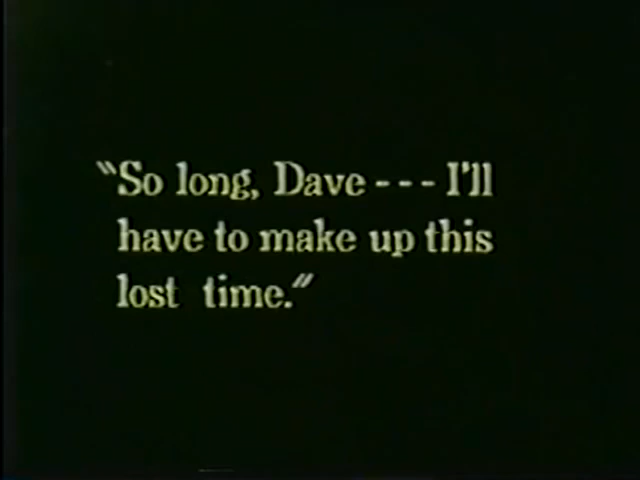 "So long, Dave - - - I'll
have to make up this
lost time."